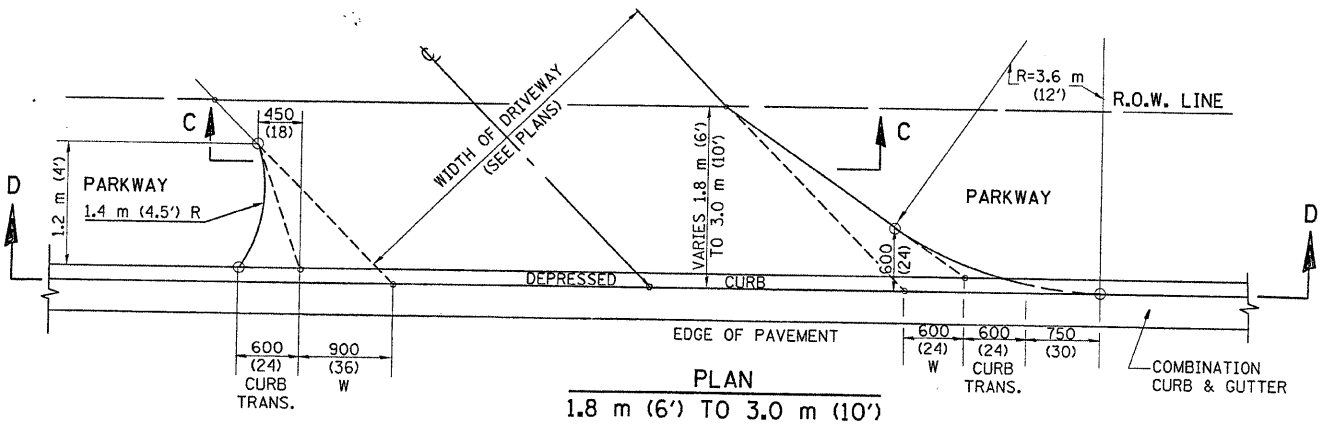 ℄
WIDTH OF DRIVEWAY
(SEE PLANS)
R=3.6 m
(12')
R.O.W. LINE
C
450
(18)
C
D
1.2 m (4')
PARKWAY
1.4 m (4.5') R
VARIES 1.8 m (6')
TO 3.0 m (10')
PARKWAY
D
600
(24)
DEPRESSED CURB
EDGE OF PAVEMENT
600
(24)
CURB
TRANS.
900
(36)
W
600
(24)
W
600
(24)
CURB
TRANS.
750
(30)
COMBINATION
CURB & GUTTER
PLAN
1.8 m (6') TO 3.0 m (10')